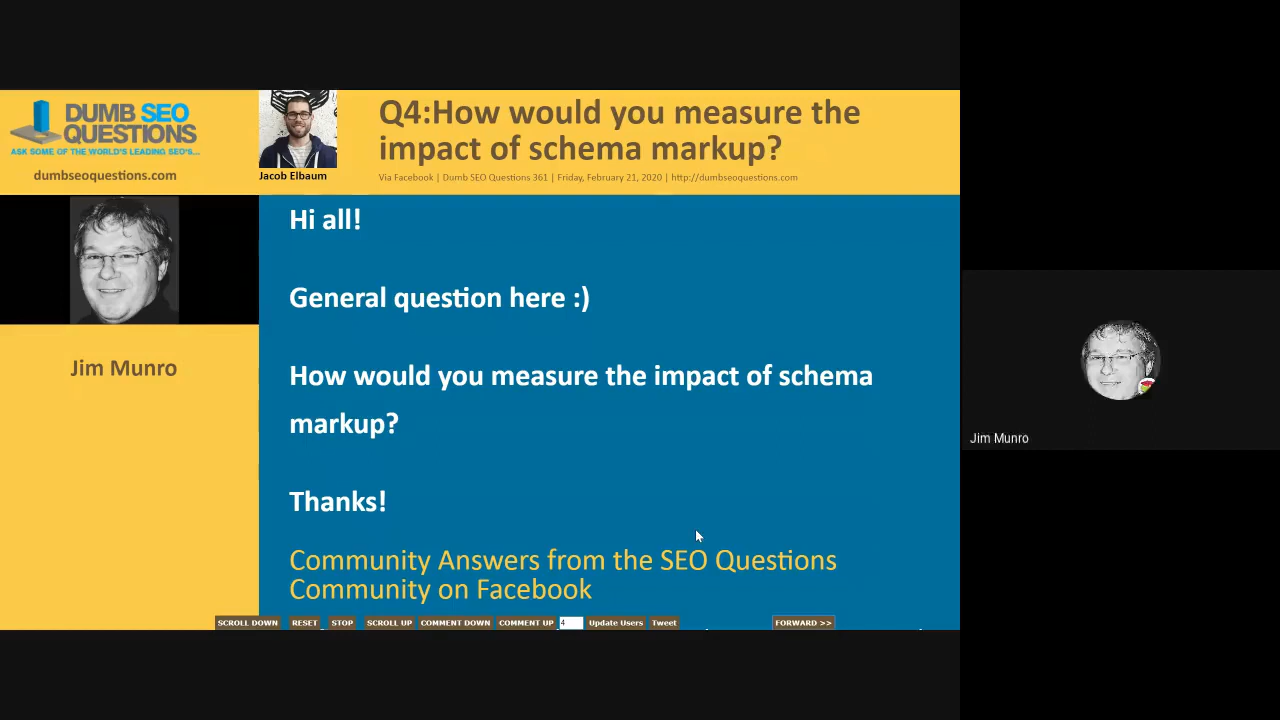 DUMB SEO
QUESTIONS
ASK SOME OF THE WORLD'S LEADING SEO'S...
dumbseoquestions.com
Jacob Elbaum
Q4:How would you measure the
impact of schema markup?
Via Facebook | Dumb SEO Questions 361 | Friday, February 21, 2020 | http://dumbseoquestions.com
Jim Munro
Hi all!
General question here :)
How would you measure the impact of schema
markup?
Thanks!
Community Answers from the SEO Questions
Community on Facebook
SCROLL DOWN RESET STOP SCROLL UP COMMENT DOWN COMMENT UP 4 Update Users Tweet FORWARD >>
Jim Munro